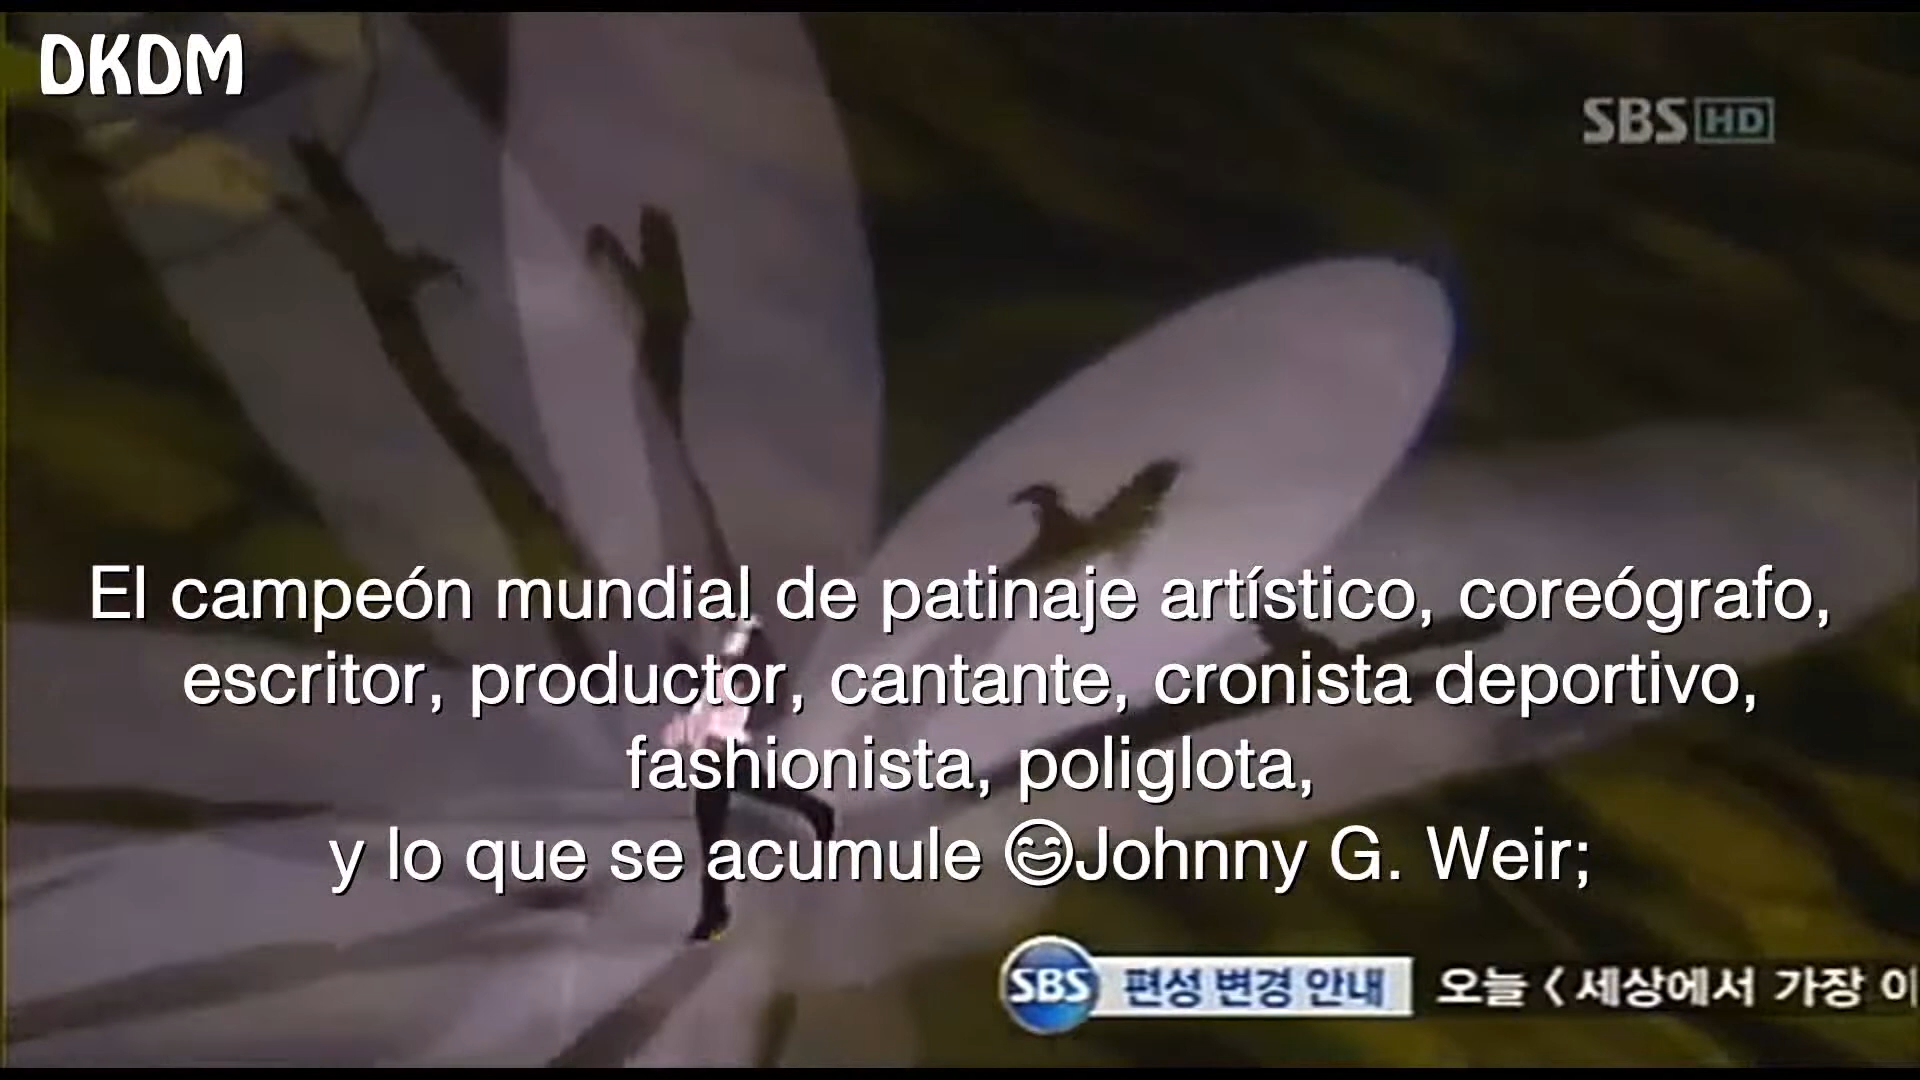 DKDM
SBS HD
El campeón mundial de patinaje artístico, coreógrafo,
escritor, productor, cantante, cronista deportivo,
fashionista, poliglota,
y lo que se acumule 😄Johnny G. Weir;
SBS 편성 변경 안내 오늘 < 세상에서 가장 이